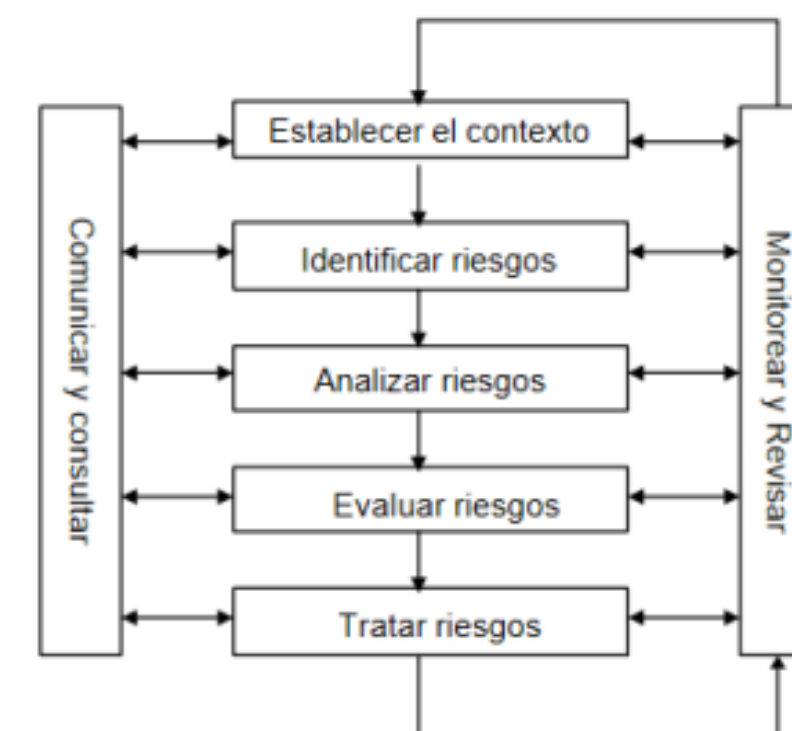 Establecer el contexto
Identificar riesgos
Analizar riesgos
Evaluar riesgos
Tratar riesgos
Comunicar y consultar
Monitorear y Revisar